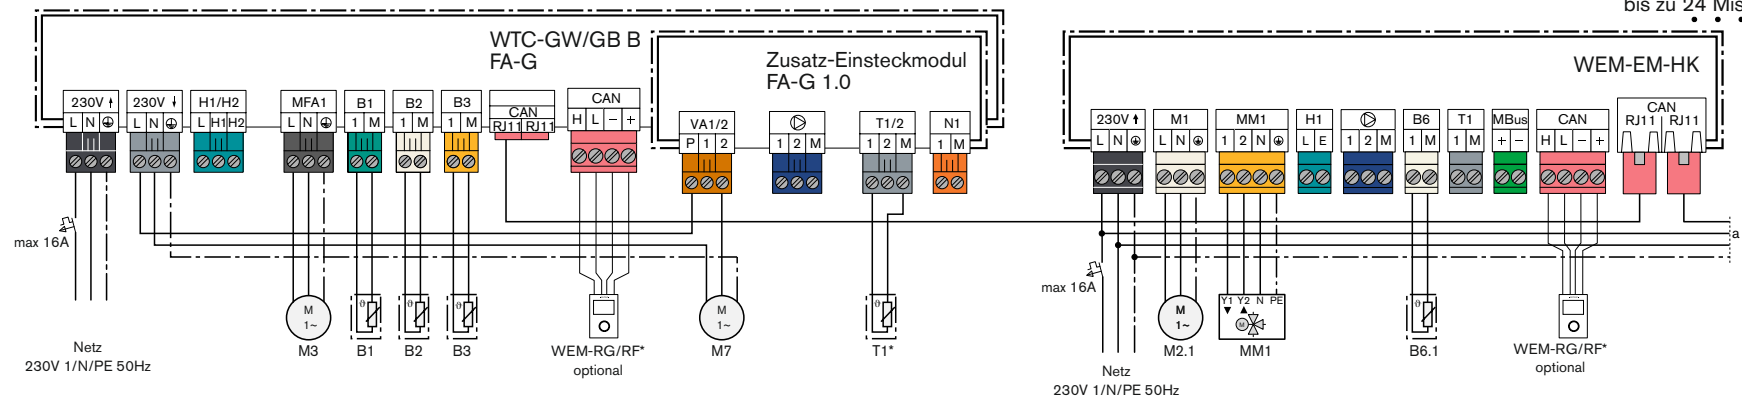 bis zu 24 Mis
WTC-GW/GB B
FA-G
Zusatz-Einsteckmodul
FA-G 1.0
WEM-EM-HK
230V 230V H1/H2 MFA1 B1 B2 B3 CAN CAN
L N L N L H1 H2 L N 1 M 1 M 1 M RJ11 RJ11 H L − +
VA1/2 T1/2 N1
P 1 2 1 2 M 1 2 M 1 M
230V M1 MM1 H1 B6 T1 MBus CAN CAN
L N L N 1 2 N L E 1 2 M 1 M 1 M + − H L − + RJ11 RJ11
max 16A
a
max 16A
ϑ ϑ ϑ ϑ ϑ
Y1 Y2 N PE
M M M M
1~ 1~ 1~
M3 B1 B2 B3 WEM-RG/RF* M7 T1* M2.1 MM1 B6.1 WEM-RG/RF*
optional optional
Netz
230V 1/N/PE 50Hz
Netz
230V 1/N/PE 50Hz